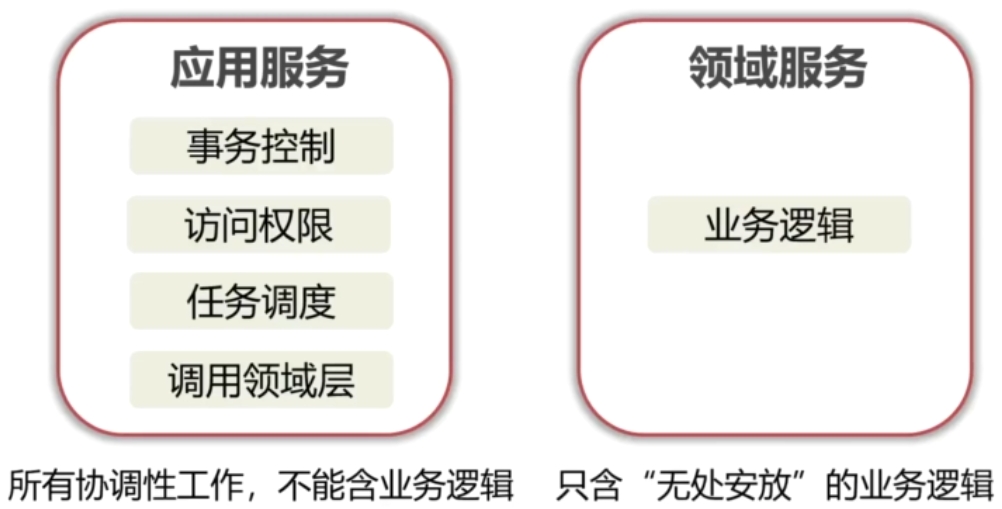 应用服务
事务控制
访问权限
任务调度
调用领域层
所有协调性工作，不能含业务逻辑
领域服务
业务逻辑
只含“无处安放”的业务逻辑